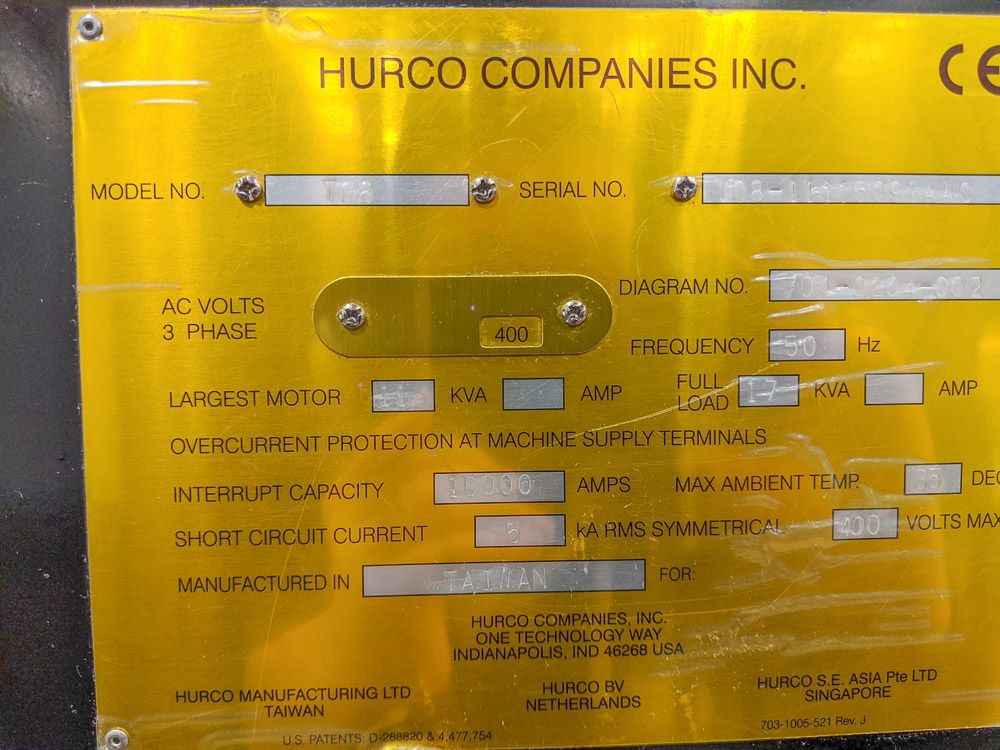 HURCO COMPANIES INC. CE
MODEL NO. SERIAL NO.
AC VOLTS
3 PHASE
400
DIAGRAM NO.
FREQUENCY 50 Hz
LARGEST MOTOR 11 KVA AMP
FULL
LOAD 17 KVA AMP
OVERCURRENT PROTECTION AT MACHINE SUPPLY TERMINALS
INTERRUPT CAPACITY 10000 AMPS MAX AMBIENT TEMP. 35
SHORT CIRCUIT CURRENT 5 kA RMS SYMMETRICAL 400 VOLTS MAX
MANUFACTURED IN TAIWAN FOR:
HURCO COMPANIES, INC.
ONE TECHNOLOGY WAY
INDIANAPOLIS, IND 46268 USA
HURCO MANUFACTURING LTD
TAIWAN
HURCO BV
NETHERLANDS
HURCO S.E. ASIA Pte LTD
SINGAPORE
703-1005-521 Rev. J
U.S. PATENTS: D-288820 & 4,477,754